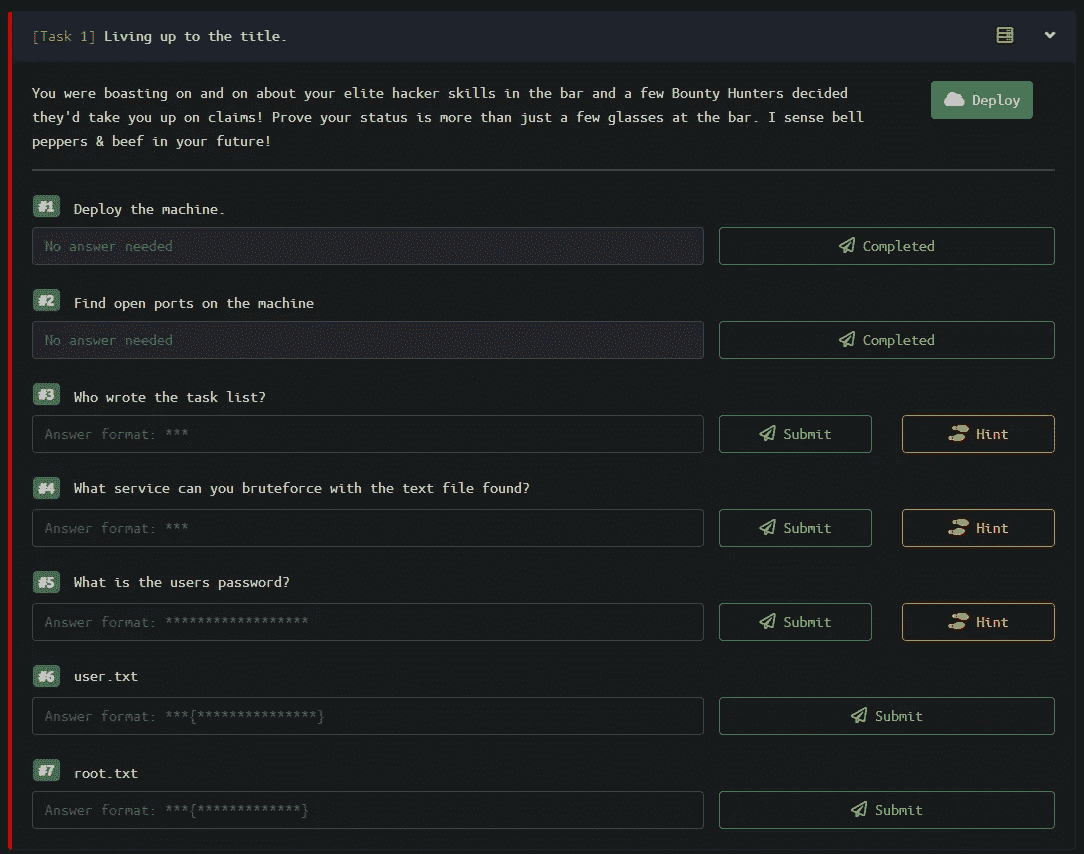 [Task 1] Living up to the title.
You were boasting on and on about your elite hacker skills in the bar and a few Bounty Hunters decided
they'd take you up on claims! Prove your status is more than just a few glasses at the bar. I sense bell
peppers & beef in your future!
Deploy
#1 Deploy the machine.
No answer needed
Completed
#2 Find open ports on the machine
No answer needed
Completed
#3 Who wrote the task list?
Answer format: ***
Submit
Hint
#4 What service can you bruteforce with the text file found?
Answer format: ***
Submit
Hint
#5 What is the users password?
Answer format: ******************
Submit
Hint
#6 user.txt
Answer format: ***{***************}
Submit
#7 root.txt
Answer format: ***{*************}
Submit